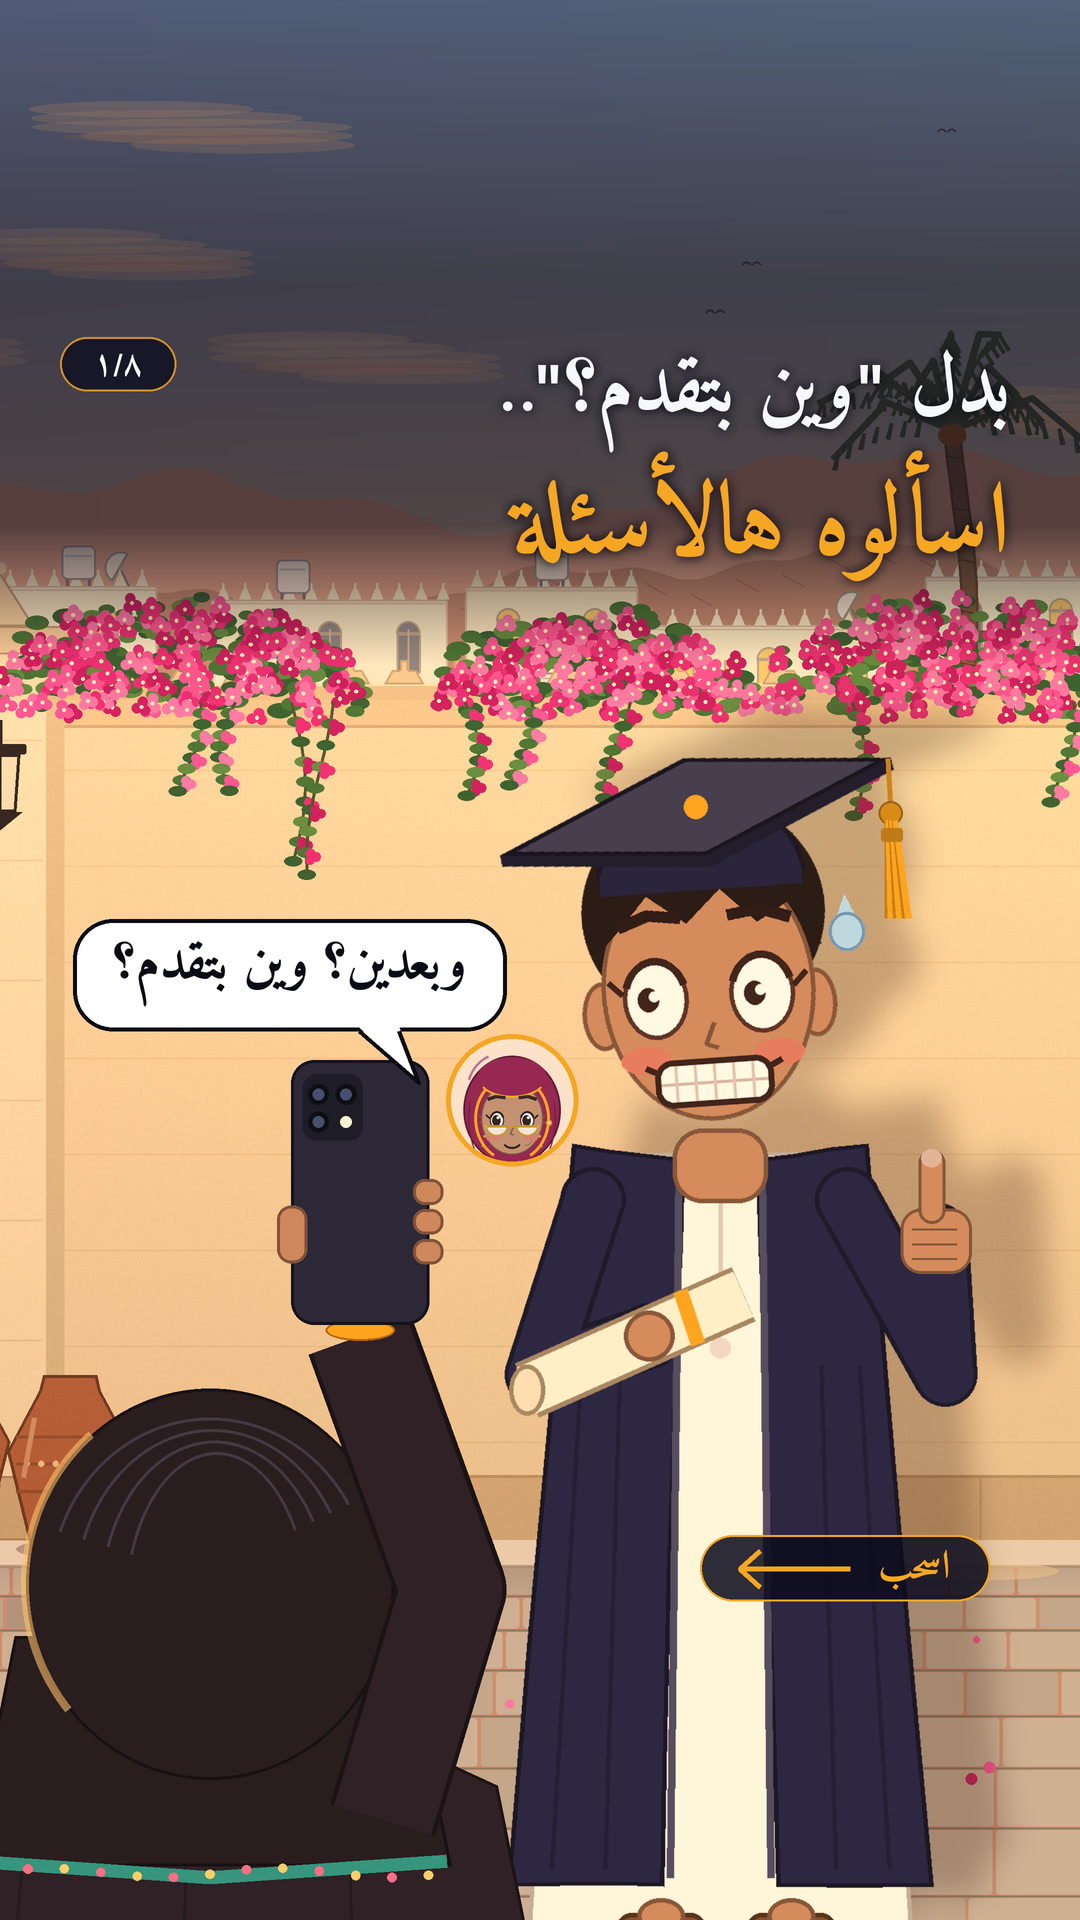 ١/٨
بدل "وين بتقدم؟"..
اسألوه هالأسئلة
وبعدين؟ وين بتقدم؟
اسحب